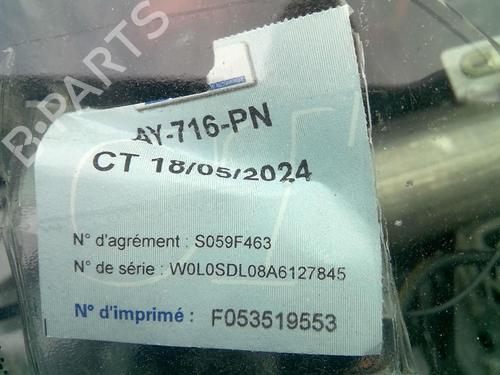 B-PARTS
AY-716-PN
CT 18/05/2024
N° d'agrément : S059F463
N° de série : W0L0SDL08A6127845
N° d'imprimé : F053519553